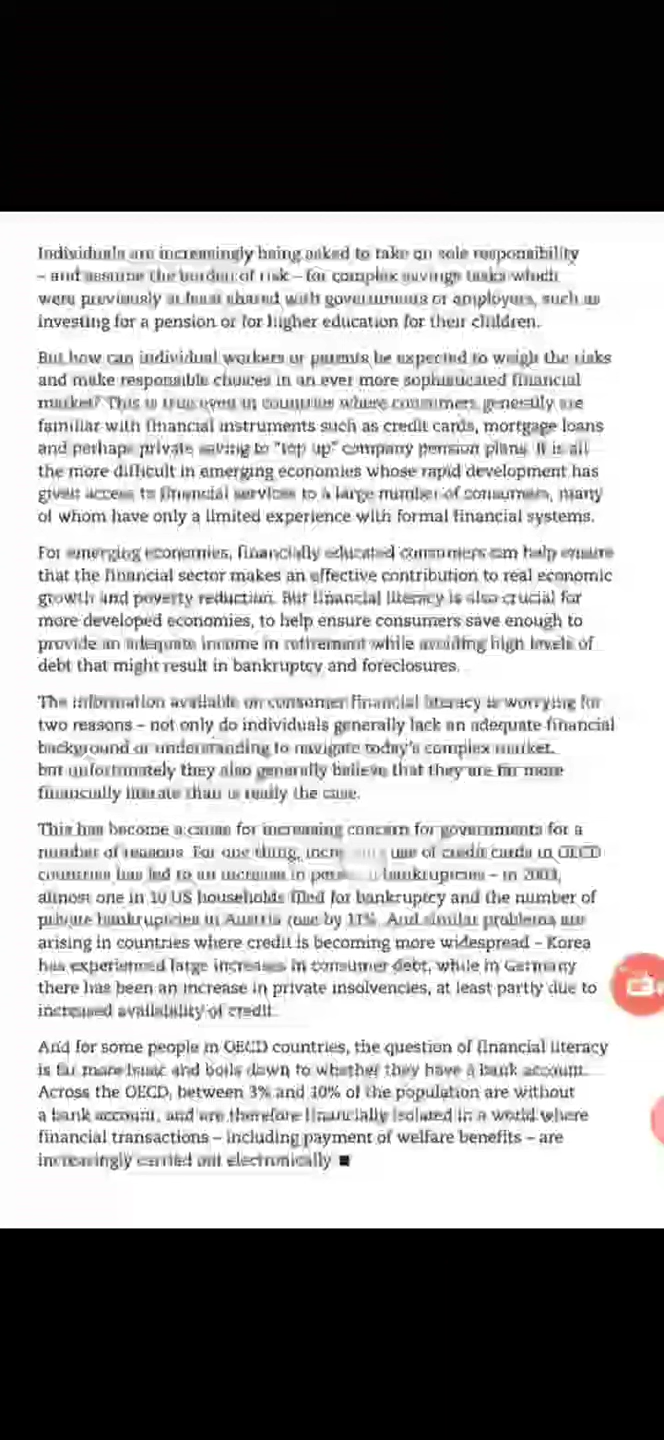 Individuals are increasingly being asked to take on sole responsibility
– and assume the burden of risk – for complex savings tasks which
were previously at least shared with governments or employers, such as
investing for a pension or for higher education for their children.
But how can individual workers or parents be expected to weigh the risks
and make responsible choices in an ever more sophisticated financial
market? This is true even in countries where consumers generally are
familiar with financial instruments such as credit cards, mortgage loans
and perhaps private saving to "top up" company pension plans. It is all
the more difficult in emerging economies whose rapid development has
given access to financial services to a large number of consumers, many
of whom have only a limited experience with formal financial systems.
For emerging economies, financially educated consumers can help ensure
that the financial sector makes an effective contribution to real economic
growth and poverty reduction. But financial literacy is also crucial for
more developed economies, to help ensure consumers save enough to
provide an adequate income in retirement while avoiding high levels of
debt that might result in bankruptcy and foreclosures.
The information available on consumer financial literacy is worrying for
two reasons – not only do individuals generally lack an adequate financial
background or understanding to navigate today's complex market,
but unfortunately they also generally believe that they are far more
financially literate than is really the case.
This has become a cause for increasing concern for governments for a
number of reasons. For one thing, use of credit cards in OECD
countries has led to an increase in bankruptcies – in 2003,
almost one in 10 US households filed for bankruptcy and the number of
private bankruptcies in Austria rose by 11%. And similar problems are
arising in countries where credit is becoming more widespread – Korea
has experienced large increases in consumer debt, while in Germany
there has been an increase in private insolvencies, at least partly due to
increased availability of credit.
And for some people in OECD countries, the question of financial literacy
is far more basic and boils down to whether they have a bank account.
Across the OECD, between 3% and 10% of the population are without
a bank account, and are therefore financially isolated in a world where
financial transactions – including payment of welfare benefits – are
increasingly carried out electronically ■